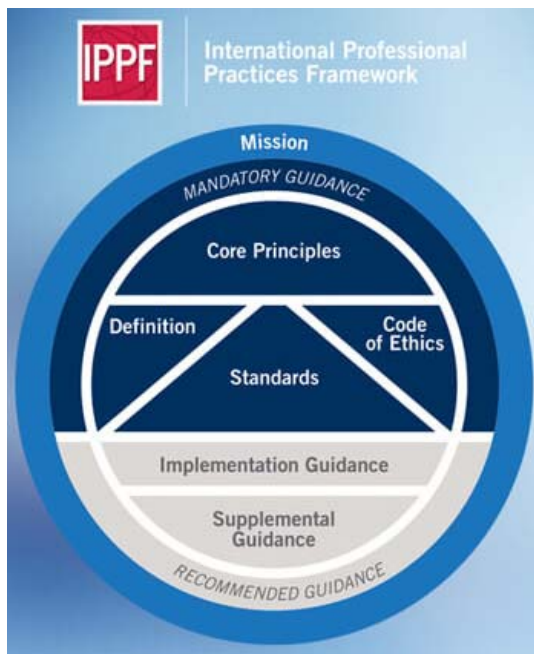 IPPF
International Professional
Practices Framework
Mission
MANDATORY GUIDANCE
Core Principles
Definition
Code
of Ethics
Standards
Implementation Guidance
Supplemental
Guidance
RECOMMENDED GUIDANCE